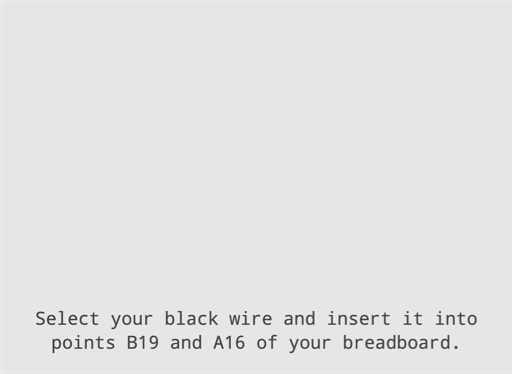 Select your black wire and insert it into
points B19 and A16 of your breadboard.